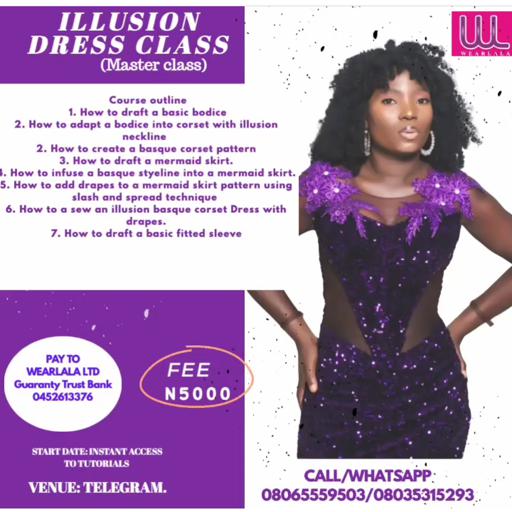 ILLUSION
DRESS CLASS
(Master class)
WEARLALA
Course outline
1. How to draft a basic bodice
2. How to adapt a bodice into corset with illusion
neckline
2. How to create a basque corset pattern
3. How to draft a mermaid skirt.
4. How to infuse a basque styeline into a mermaid skirt.
5. How to add drapes to a mermaid skirt pattern using
slash and spread technique
6. How to a sew an illusion basque corset Dress with
drapes.
7. How to draft a basic fitted sleeve
PAY TO
WEARLALA LTD
Guaranty Trust Bank
0452613376
FEE
N5000
START DATE: INSTANT ACCESS
TO TUTORIALS
VENUE: TELEGRAM.
CALL/WHATSAPP
08065559503/08035315293